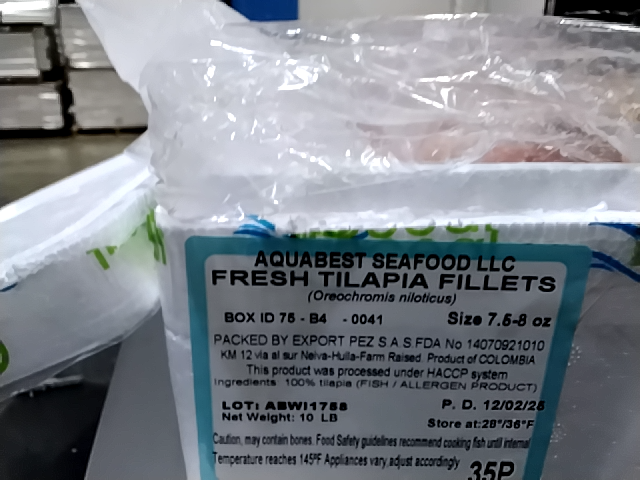 AQUABEST SEAFOOD LLC
FRESH TILAPIA FILLETS
(Oreochromis niloticus)
BOX ID 75 - B4 - 0041 Size 7.5-8 oz
PACKED BY EXPORT PEZ S A S.FDA No 14070921010
KM 12 via al sur Neiva-Huila-Farm Raised. Product of COLOMBIA
This product was processed under HACCP system
Ingredients 100% tilapia (FISH / ALLERGEN PRODUCT)
LOT: ABWI1758 P. D. 12/02/26
Net Weight: 10 LB Store at:28°/36°F
Caution, may contain bones. Food Safety guidelines recommend cooking fish until internal
Temperature reaches 145ºF Appliances vary, adjust accordingly
35P